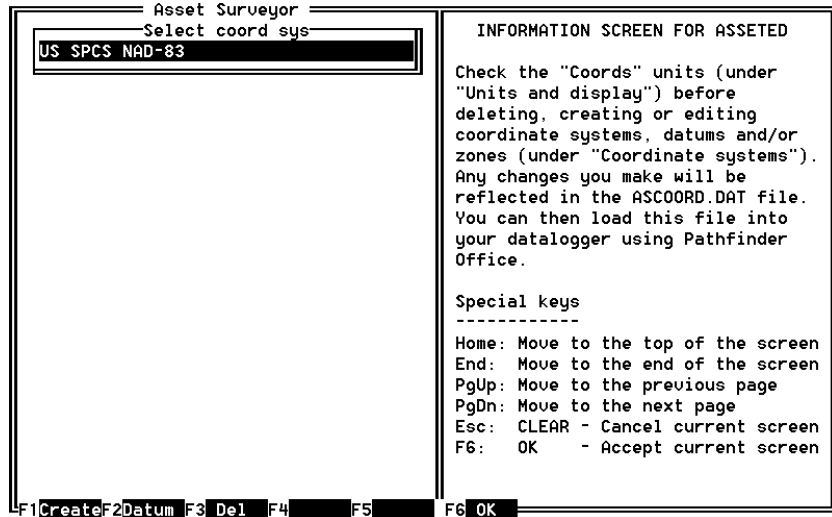 Asset Surveyor
Select coord sys
US SPCS NAD-83
INFORMATION SCREEN FOR ASSETED
Check the "Coords" units (under
"Units and display") before
deleting, creating or editing
coordinate systems, datums and/or
zones (under "Coordinate systems").
Any changes you make will be
reflected in the ASCOORD.DAT file.
You can then load this file into
your datalogger using Pathfinder
Office.
Special keys
------------
Home: Move to the top of the screen
End: Move to the end of the screen
PgUp: Move to the previous page
PgDn: Move to the next page
Esc: CLEAR - Cancel current screen
F6: OK - Accept current screen
F1 Create F2 Datum F3 Del F4 F5 F6 OK